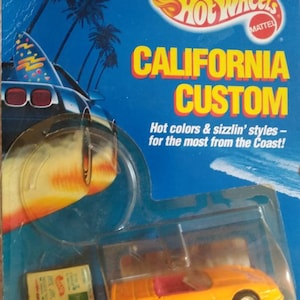 Hot Wheels
MATTEL
CALIFORNIA
CUSTOM
Hot colors & sizzlin' styles –
for the most from the Coast!